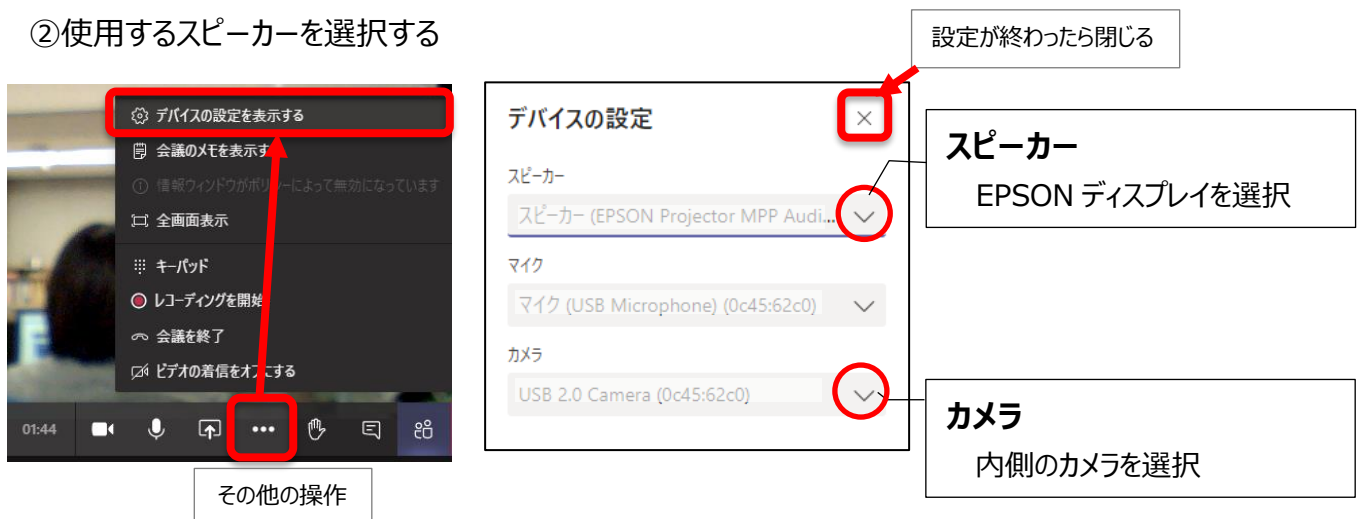 ②使用するスピーカーを選択する
設定が終わったら閉じる
デバイスの設定を表示する
会議のメモを表示す
情報ウィンドウがポリシーによって無効になっています
全画面表示
キーパッド
レコーディングを開始
会議を終了
ビデオの着信をオフにする
01:44
その他の操作
デバイスの設定
スピーカー
スピーカー (EPSON Projector MPP Audi...
マイク
マイク (USB Microphone) (0c45:62c0)
カメラ
USB 2.0 Camera (0c45:62c0)
スピーカー
EPSON ディスプレイを選択
カメラ
内側のカメラを選択